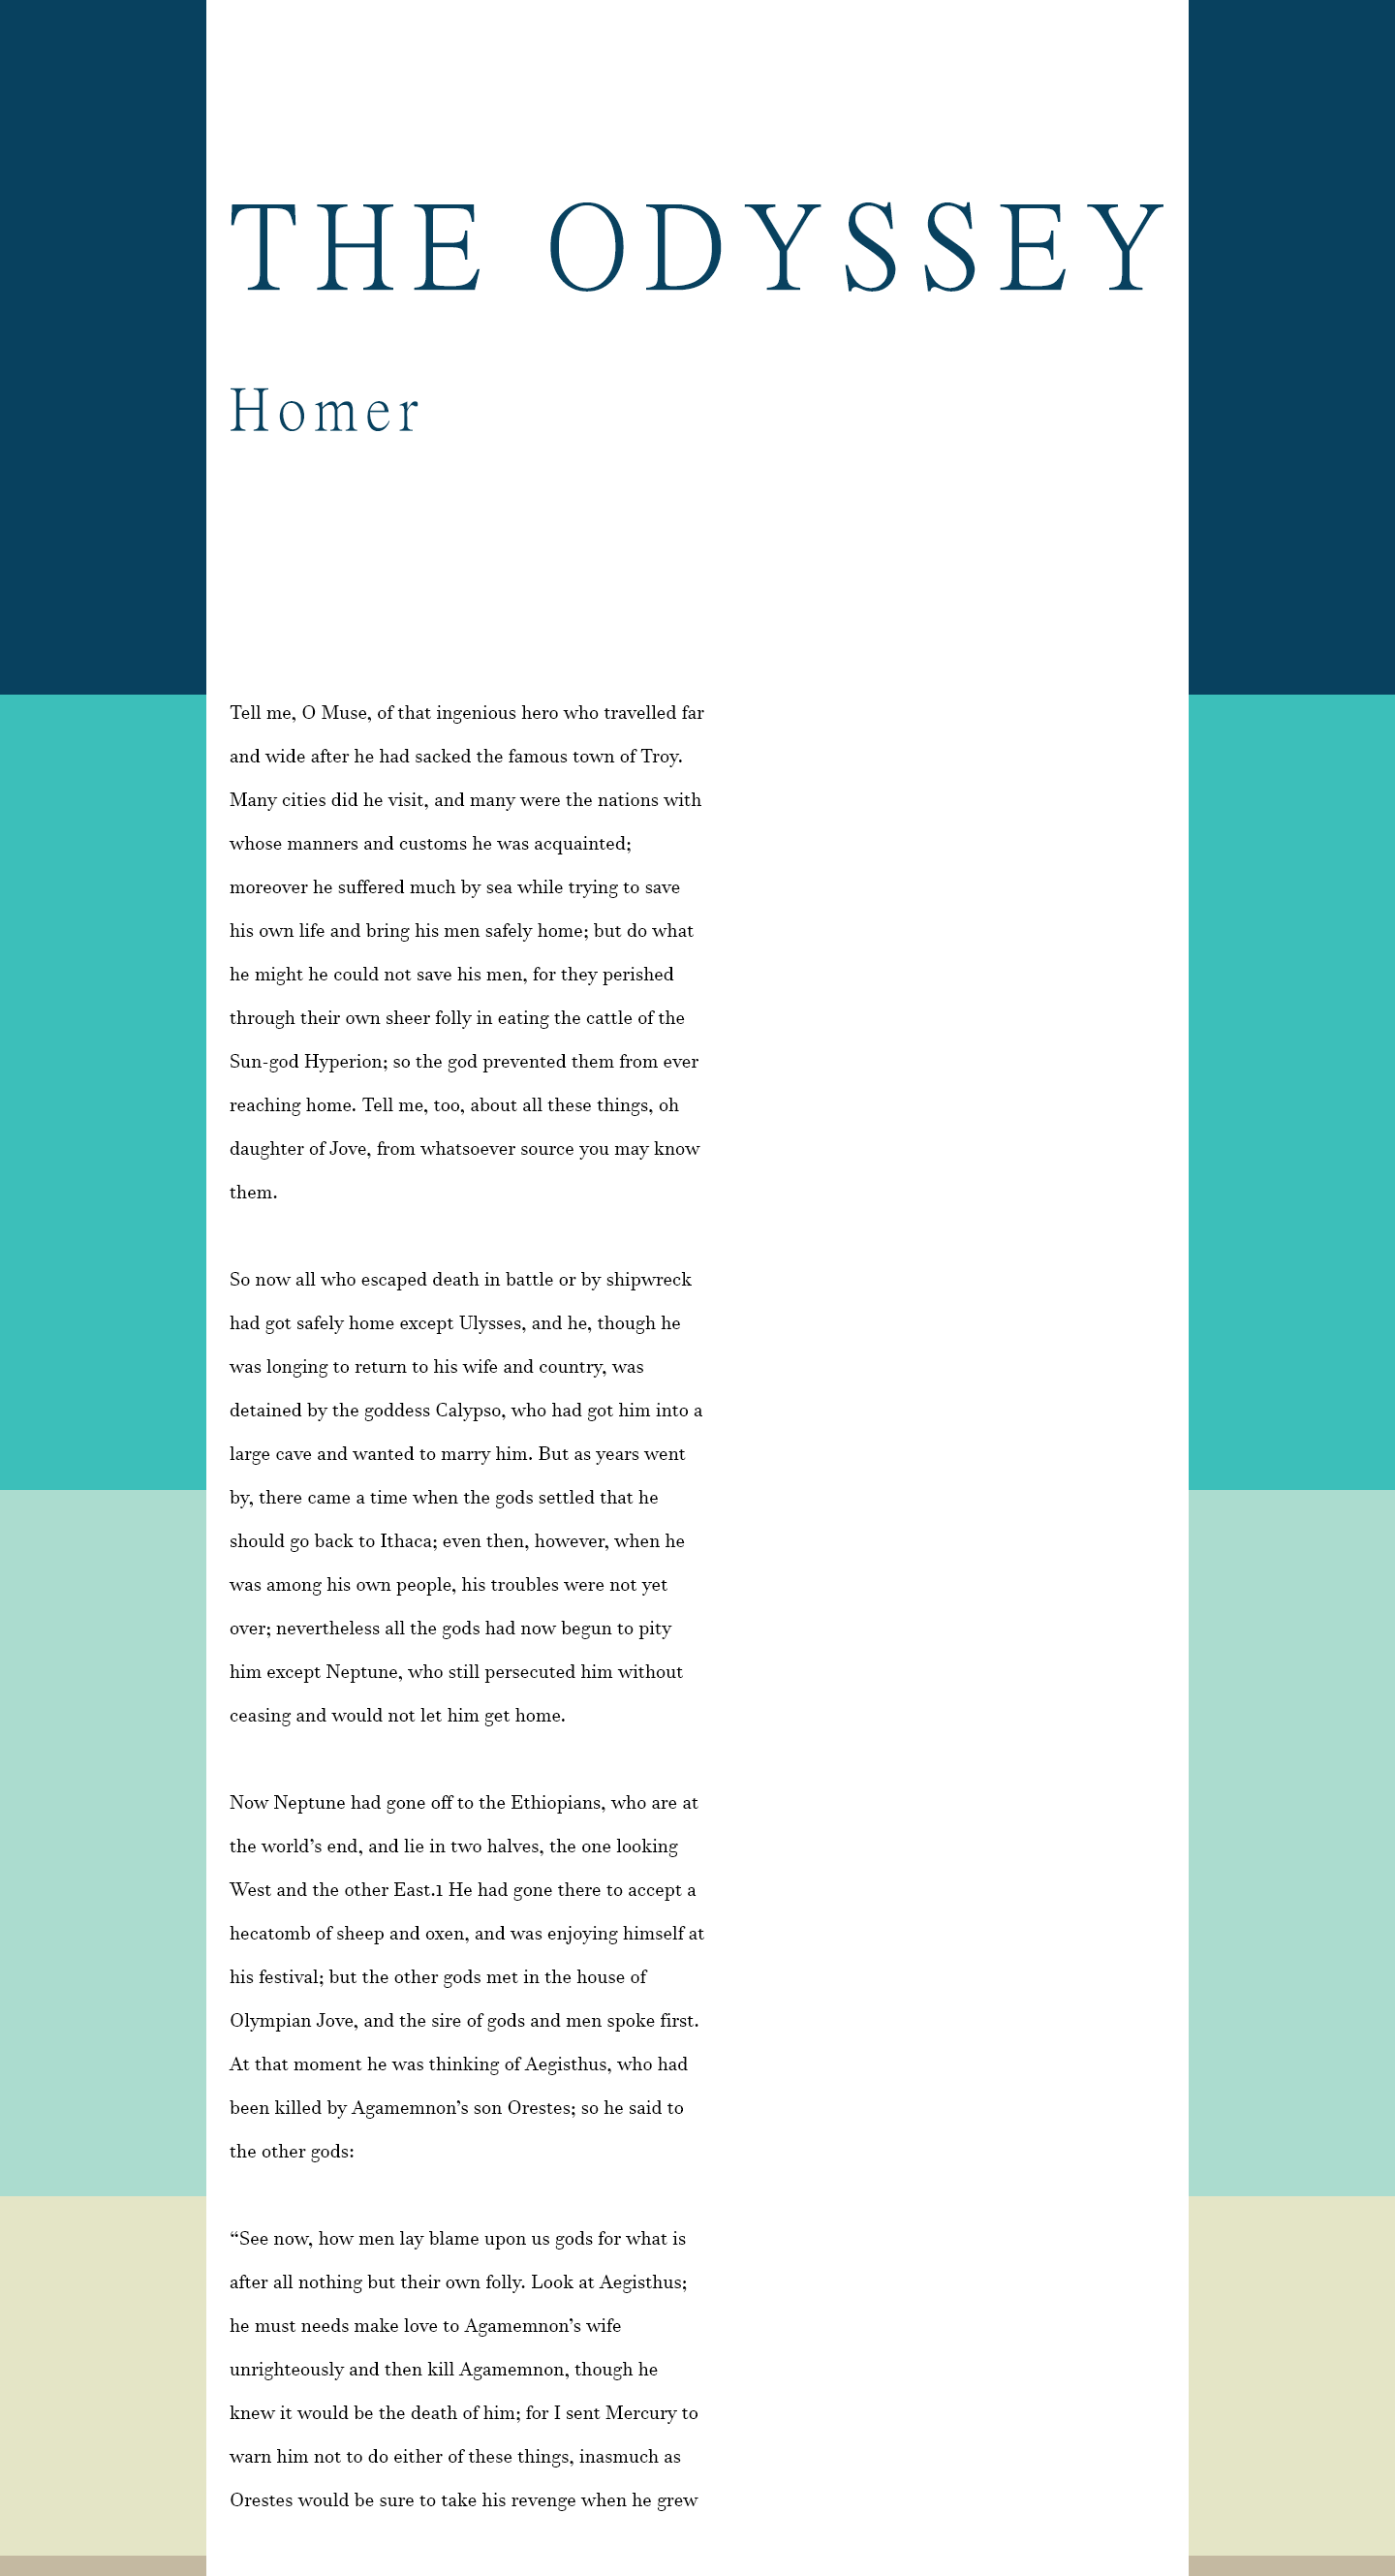 THE ODYSSEY
Homer
Tell me, O Muse, of that ingenious hero who travelled far
and wide after he had sacked the famous town of Troy.
Many cities did he visit, and many were the nations with
whose manners and customs he was acquainted;
moreover he suffered much by sea while trying to save
his own life and bring his men safely home; but do what
he might he could not save his men, for they perished
through their own sheer folly in eating the cattle of the
Sun-god Hyperion; so the god prevented them from ever
reaching home. Tell me, too, about all these things, oh
daughter of Jove, from whatsoever source you may know
them.
So now all who escaped death in battle or by shipwreck
had got safely home except Ulysses, and he, though he
was longing to return to his wife and country, was
detained by the goddess Calypso, who had got him into a
large cave and wanted to marry him. But as years went
by, there came a time when the gods settled that he
should go back to Ithaca; even then, however, when he
was among his own people, his troubles were not yet
over; nevertheless all the gods had now begun to pity
him except Neptune, who still persecuted him without
ceasing and would not let him get home.
Now Neptune had gone off to the Ethiopians, who are at
the world’s end, and lie in two halves, the one looking
West and the other East.1 He had gone there to accept a
hecatomb of sheep and oxen, and was enjoying himself at
his festival; but the other gods met in the house of
Olympian Jove, and the sire of gods and men spoke first.
At that moment he was thinking of Aegisthus, who had
been killed by Agamemnon’s son Orestes; so he said to
the other gods:
“See now, how men lay blame upon us gods for what is
after all nothing but their own folly. Look at Aegisthus;
he must needs make love to Agamemnon’s wife
unrighteously and then kill Agamemnon, though he
knew it would be the death of him; for I sent Mercury to
warn him not to do either of these things, inasmuch as
Orestes would be sure to take his revenge when he grew